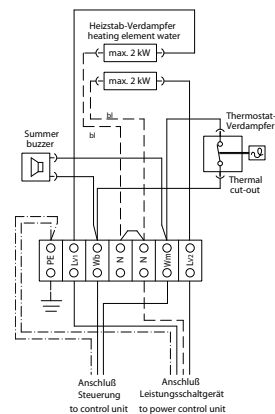 Heizstab-Verdampfer
heating element water
max. 2 kW
max. 2 kW
bl
bl
Thermostat-
Verdampfer
Summer
buzzer
Thermal
cut-out
PE
Lv1
Wb
N
N
Wm
Lv2
Anschluß
Steuerung
to control unit
Anschluß
Leistungsschaltgerät
to power control unit